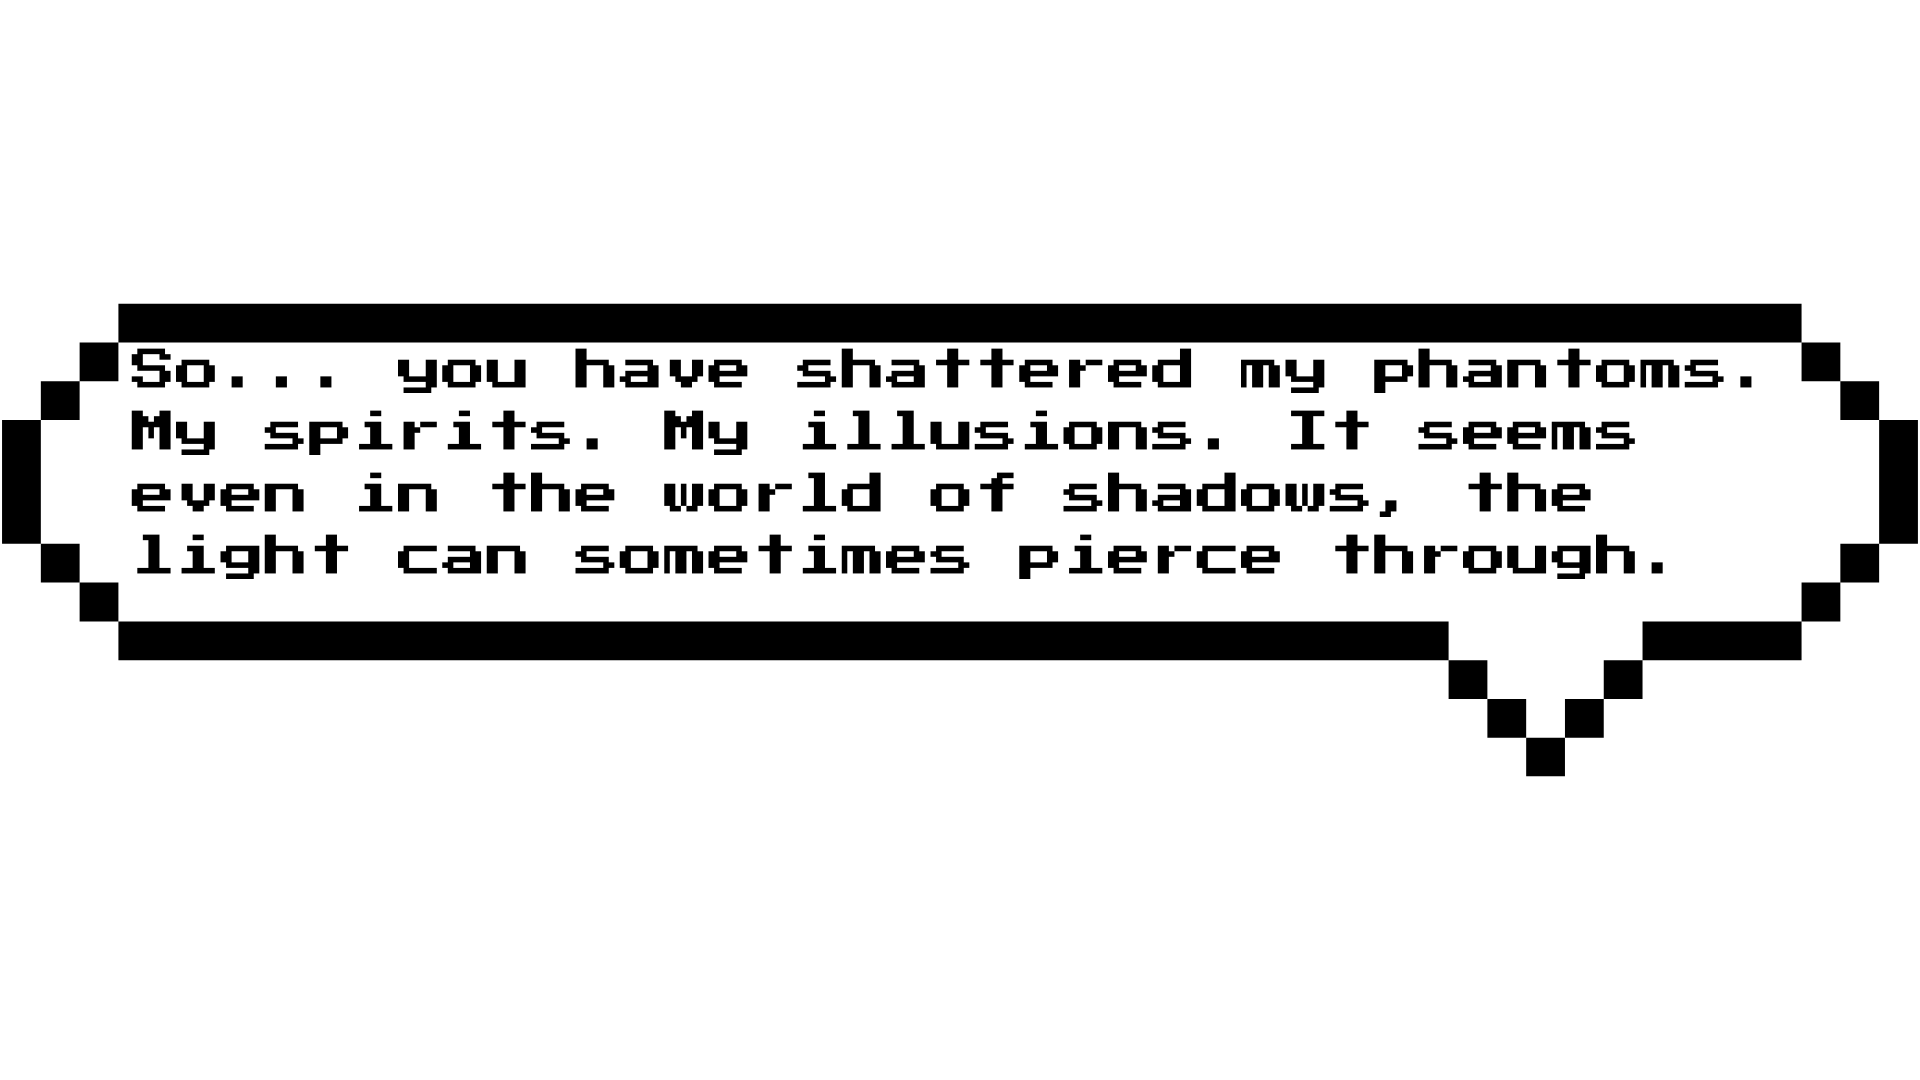 So... you have shattered my phantoms.
My spirits. My illusions. It seems
even in the world of shadows, the
light can sometimes pierce through.